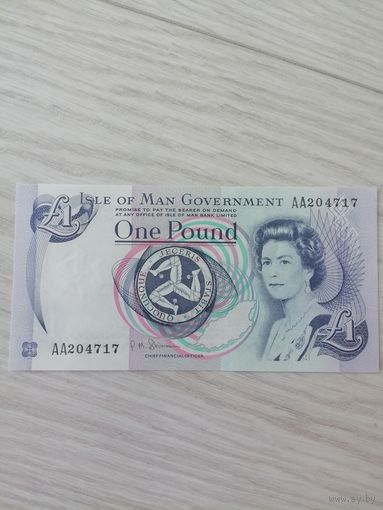 £1
ISLE OF MAN GOVERNMENT AA204717
PROMISE TO PAY THE BEARER ON DEMAND
AT ANY OFFICE OF ISLE OF MAN BANK LIMITED
One Pound
QUOCUNQUE JECERIS STABIT
AA204717
CHIEF FINANCIAL OFFICER
£1
www.ay.by